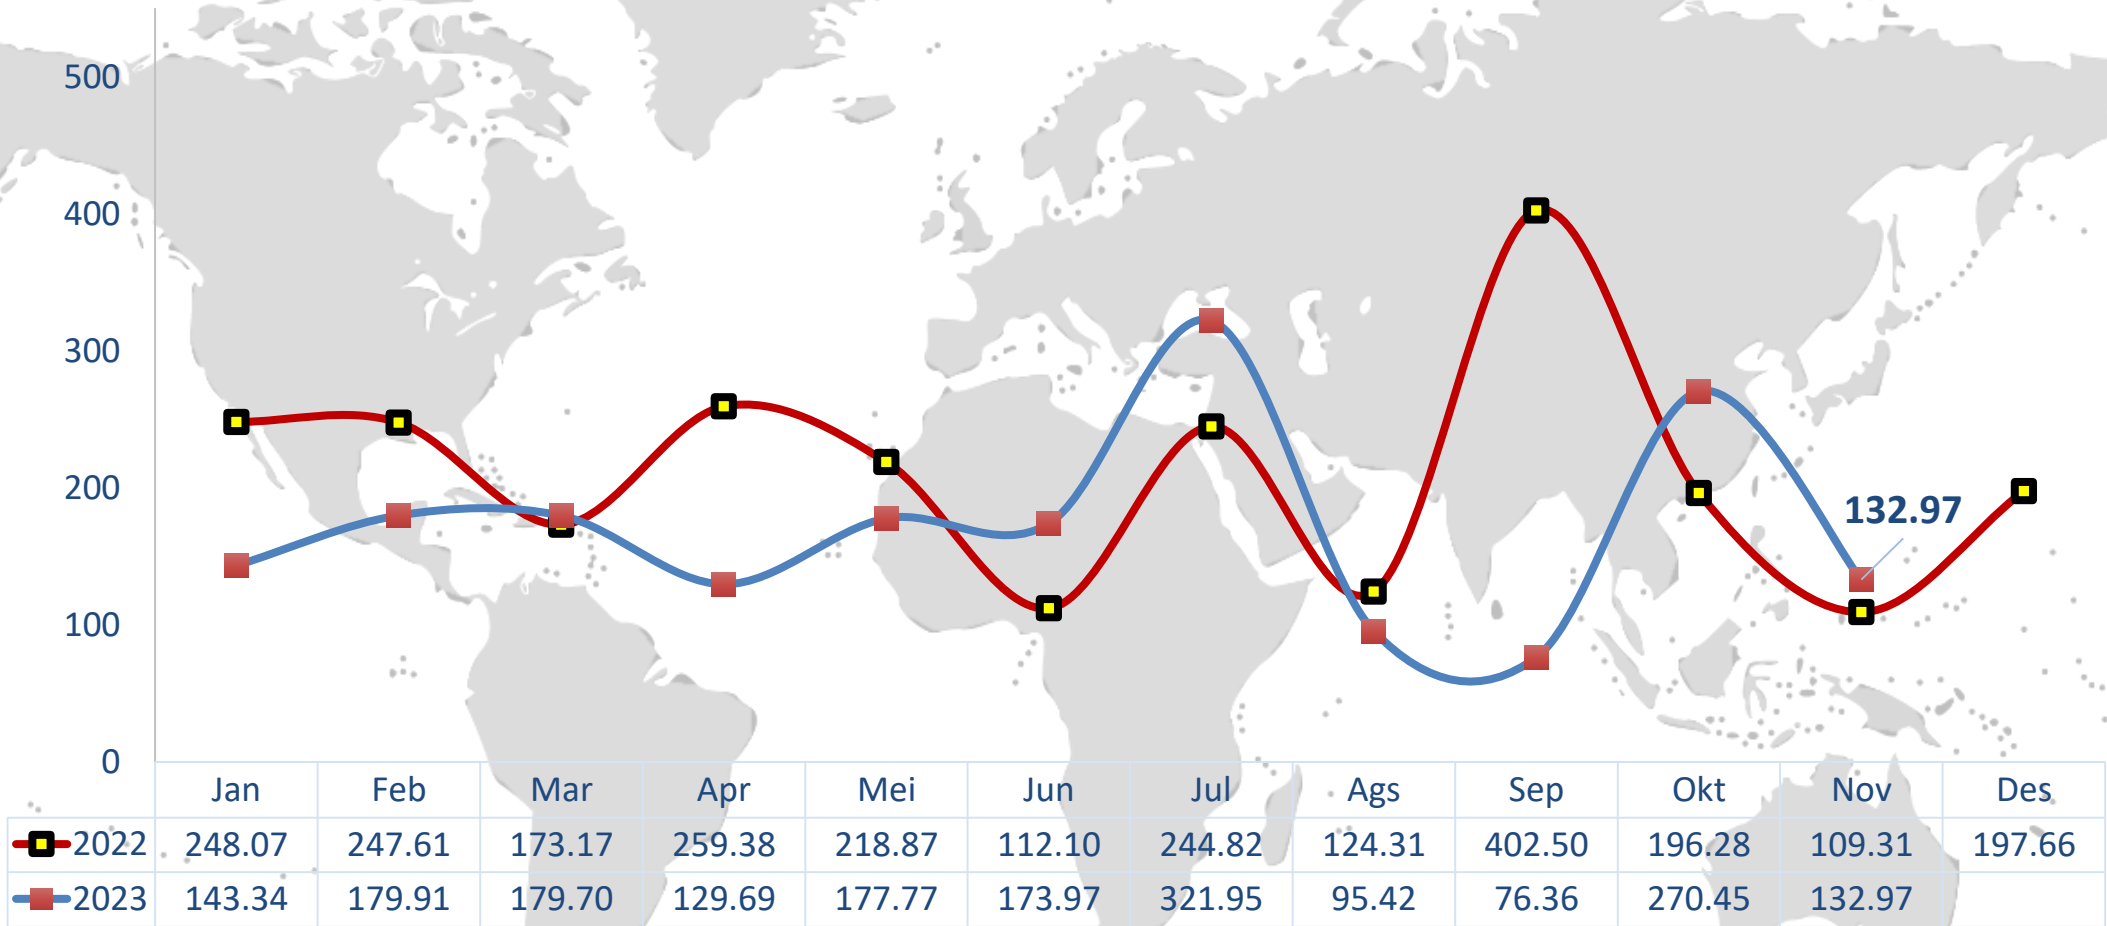 500
400
300
200
100
0
132.97
Jan Feb Mar Apr Mei Jun Jul Ags Sep Okt Nov Des
2022 248.07 247.61 173.17 259.38 218.87 112.10 244.82 124.31 402.50 196.28 109.31 197.66
2023 143.34 179.91 179.70 129.69 177.77 173.97 321.95 95.42 76.36 270.45 132.97